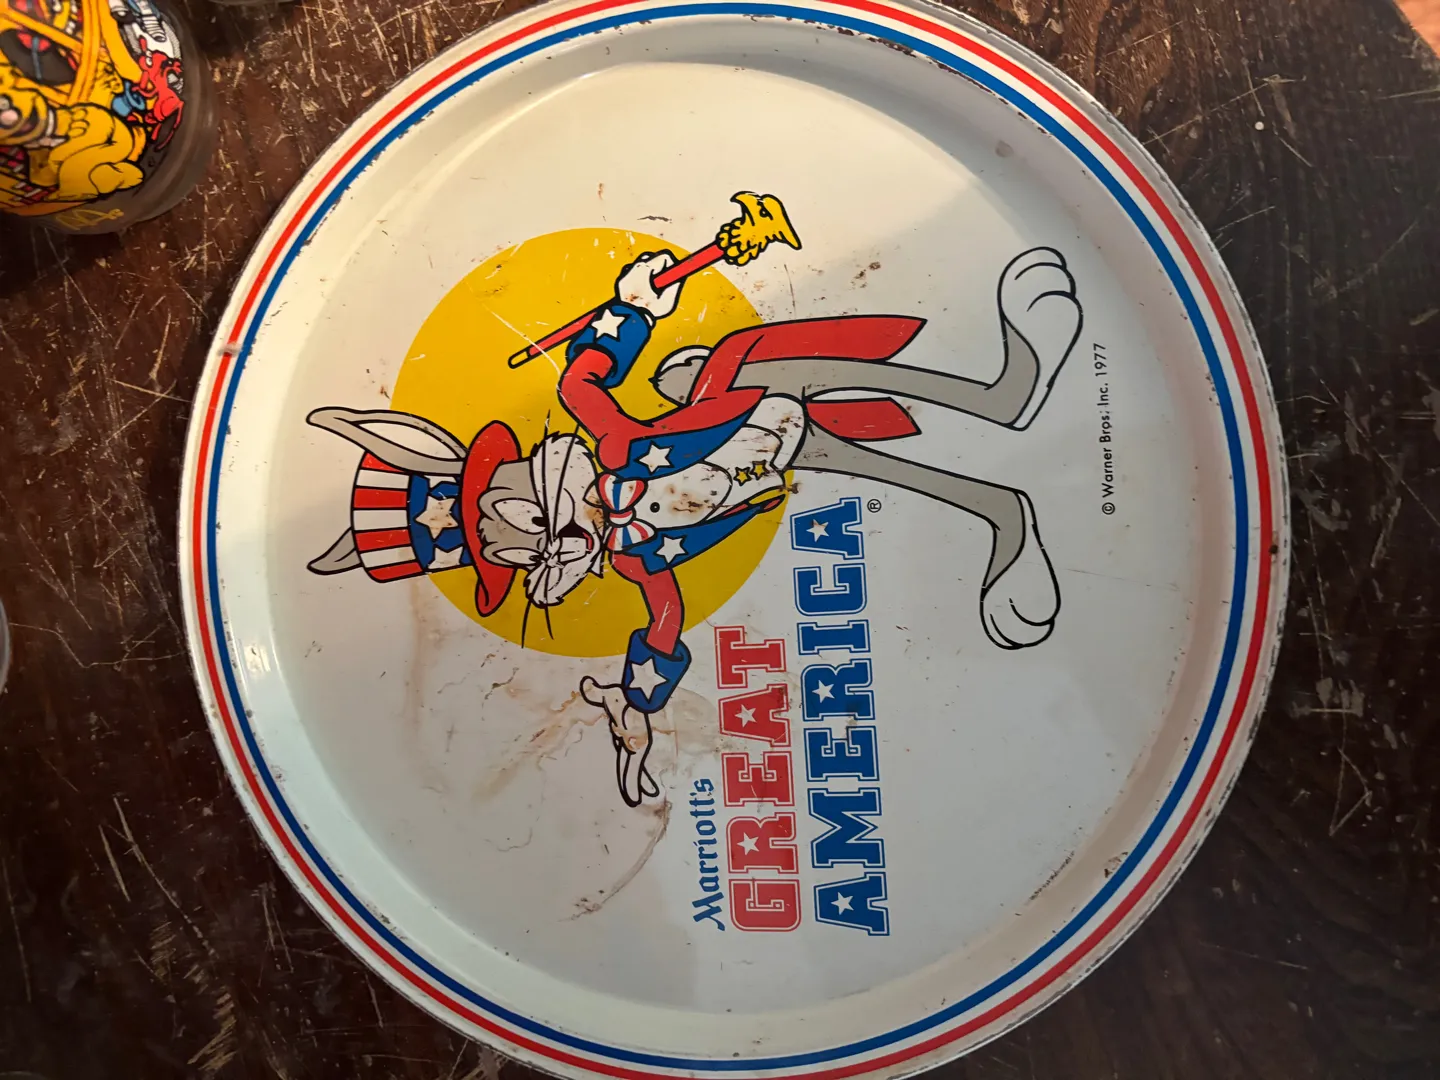 Marriott's
GREAT
AMERICA®
© Warner Bros; Inc. 1977